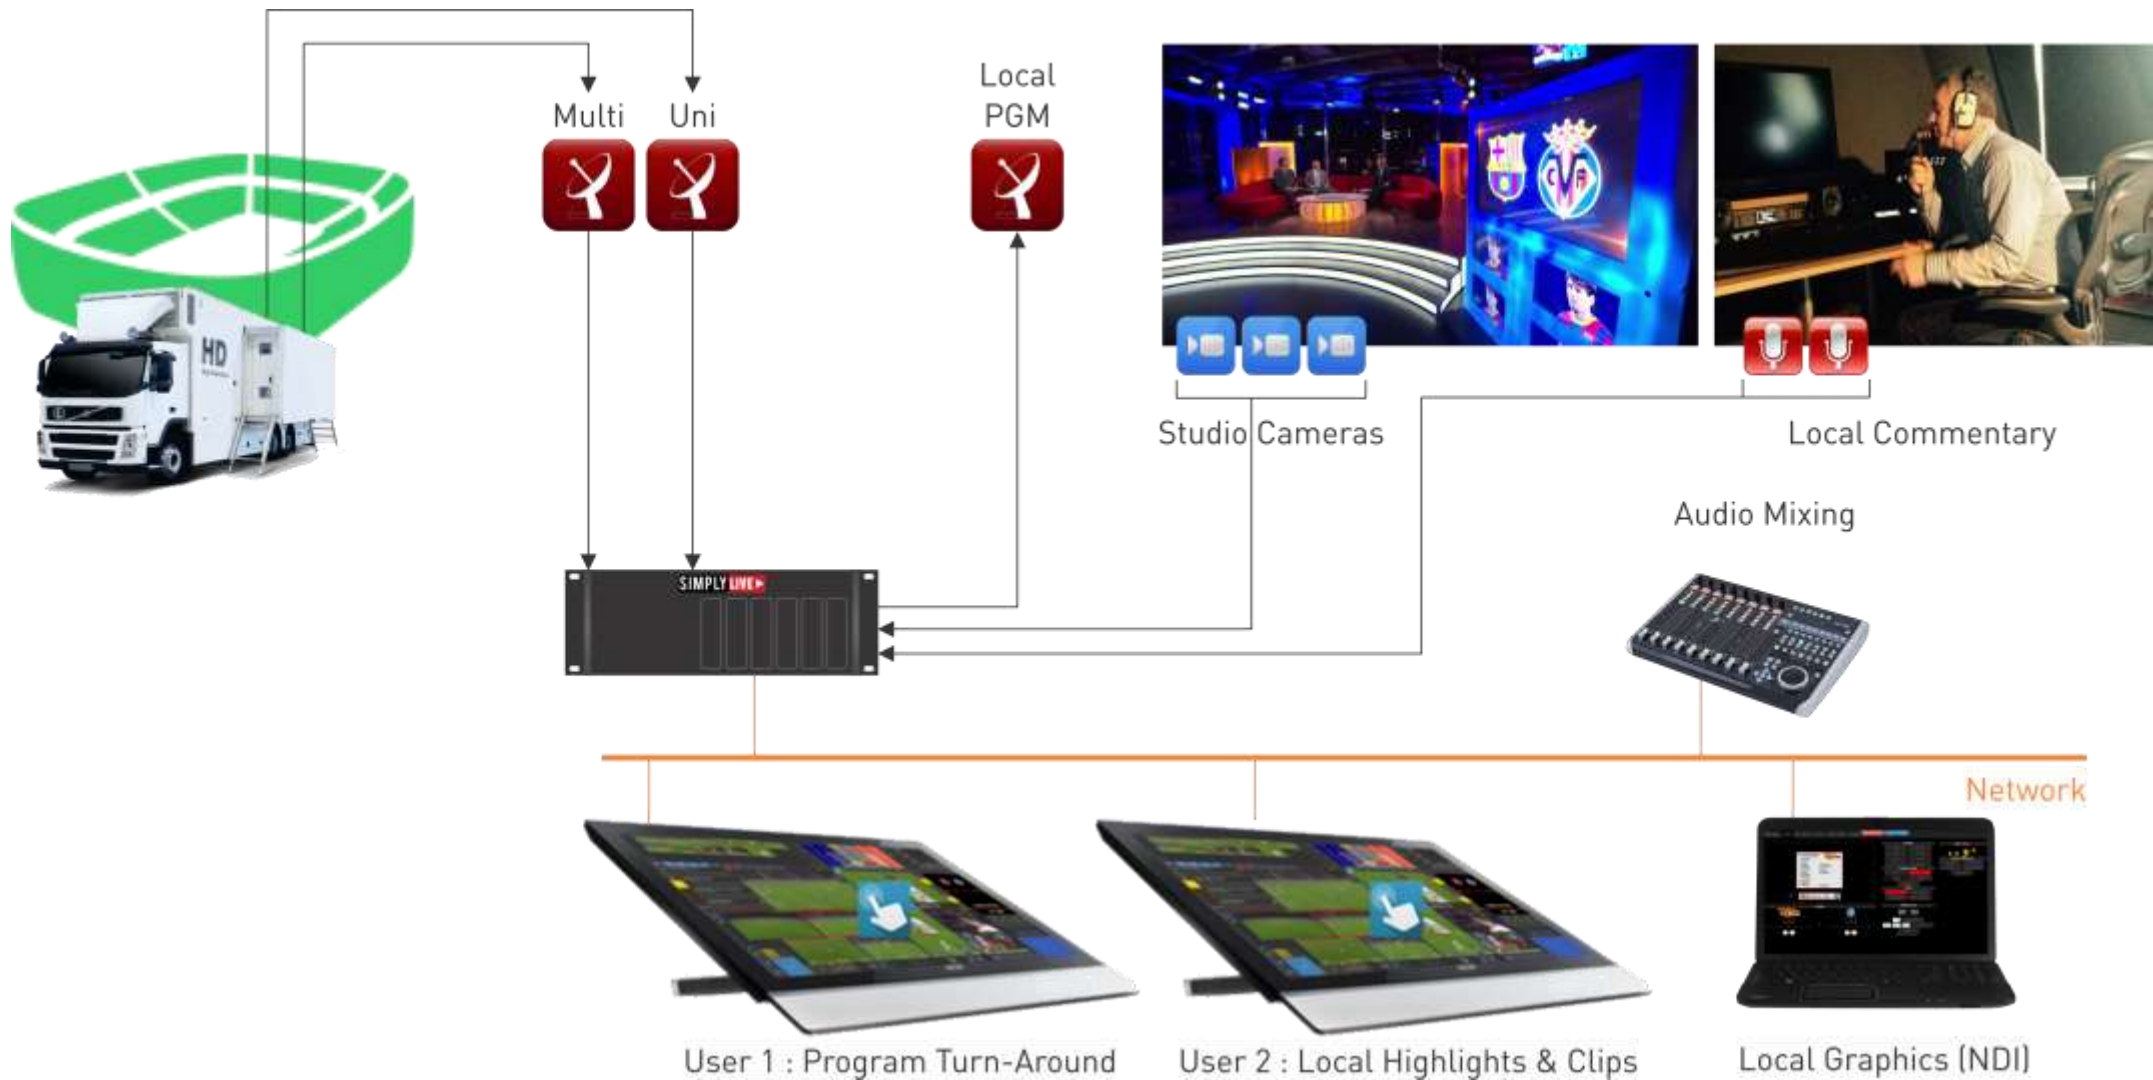 Multi
Uni
Local
PGM
HD
Studio Cameras
Local Commentary
Audio Mixing
SIMPLY LIVE
Network
User 1 : Program Turn-Around
User 2 : Local Highlights & Clips
Local Graphics (NDI)